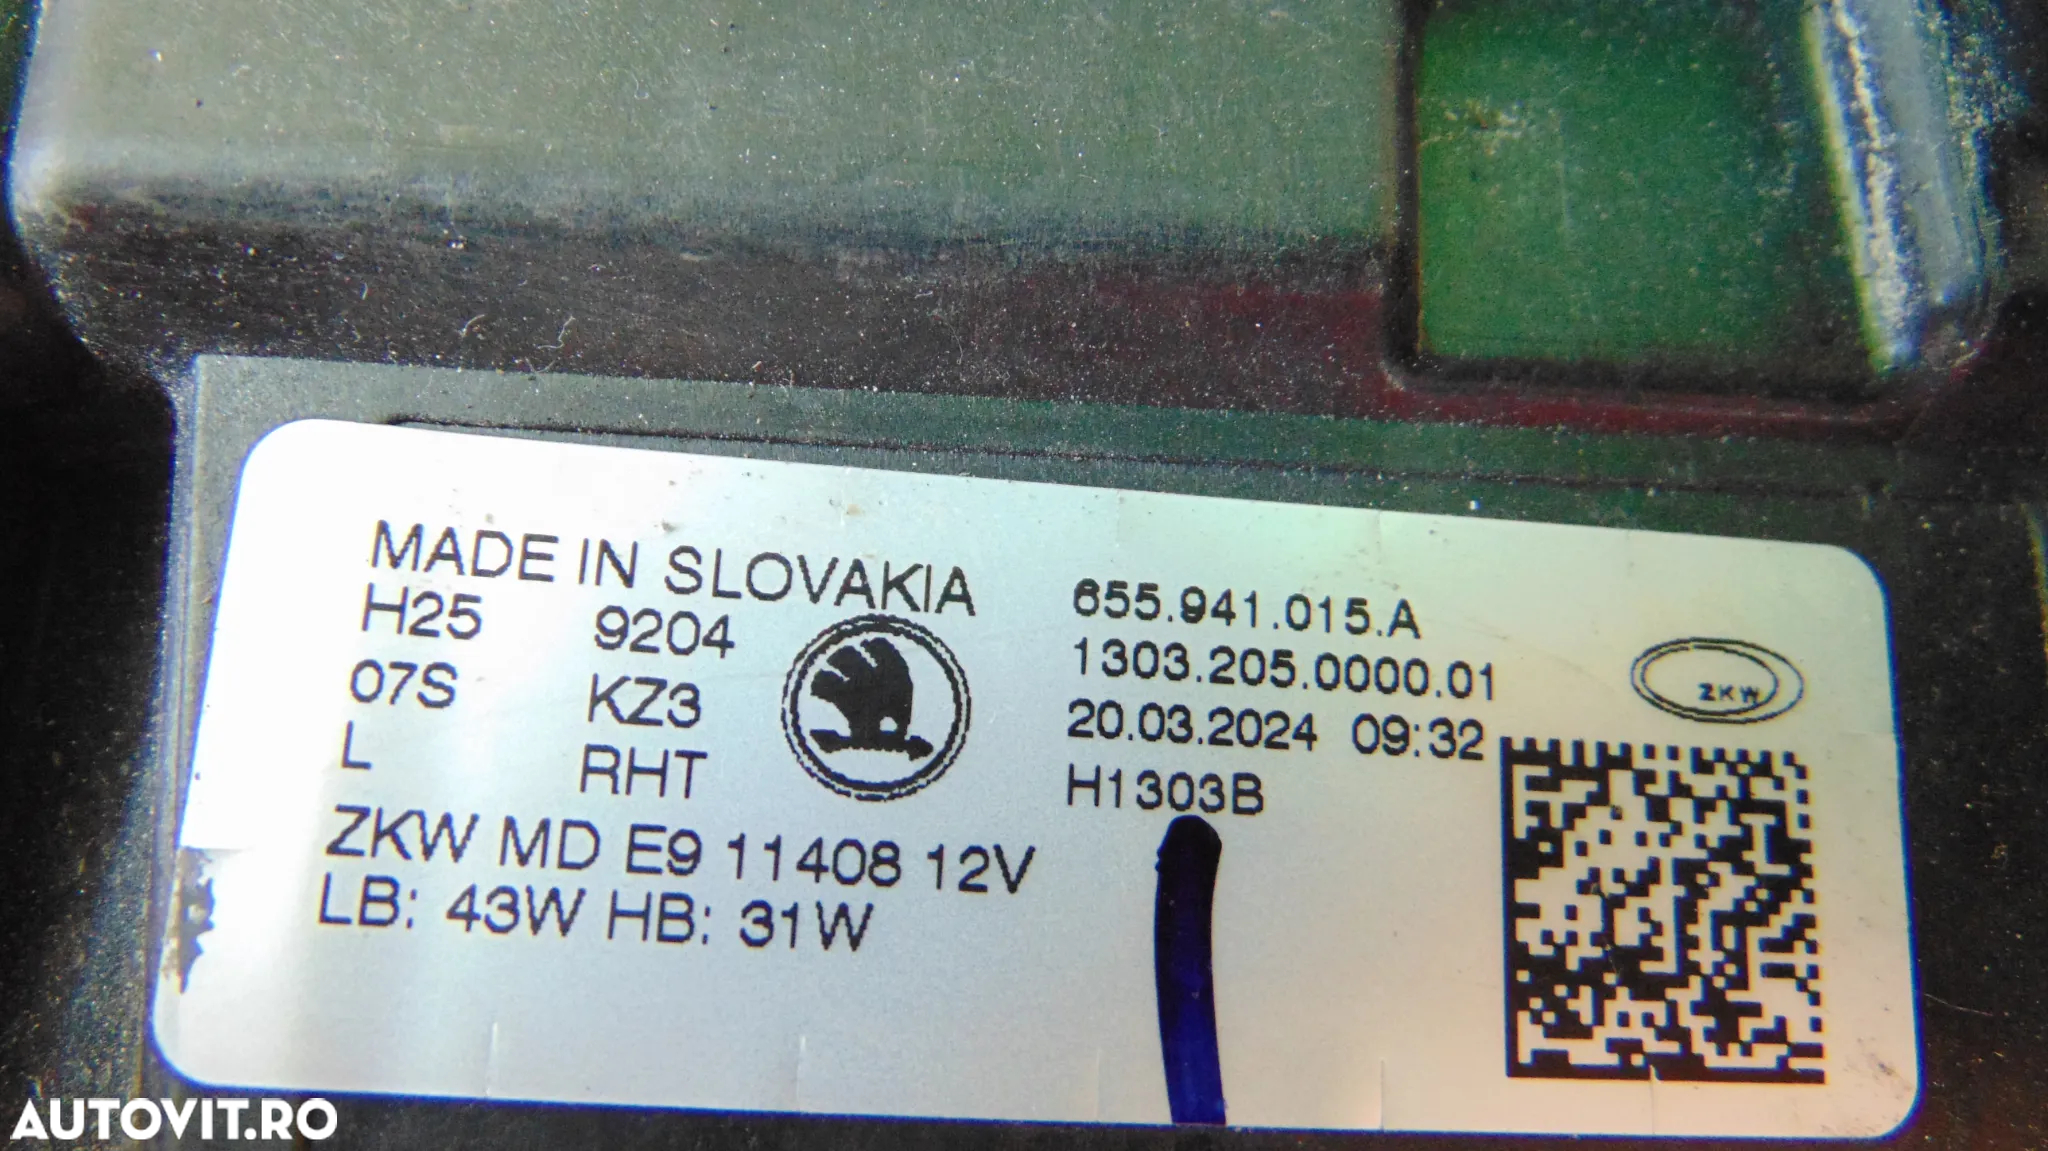 MADE IN SLOVAKIA
H25 9204
07S KZ3
L RHT
ZKW MD E9 11408 12V
LB: 43W HB: 31W
655.941.015.A
1303.205.0000.01
20.03.2024 09:32
H1303B
ZKW
AUTOVIT.RO